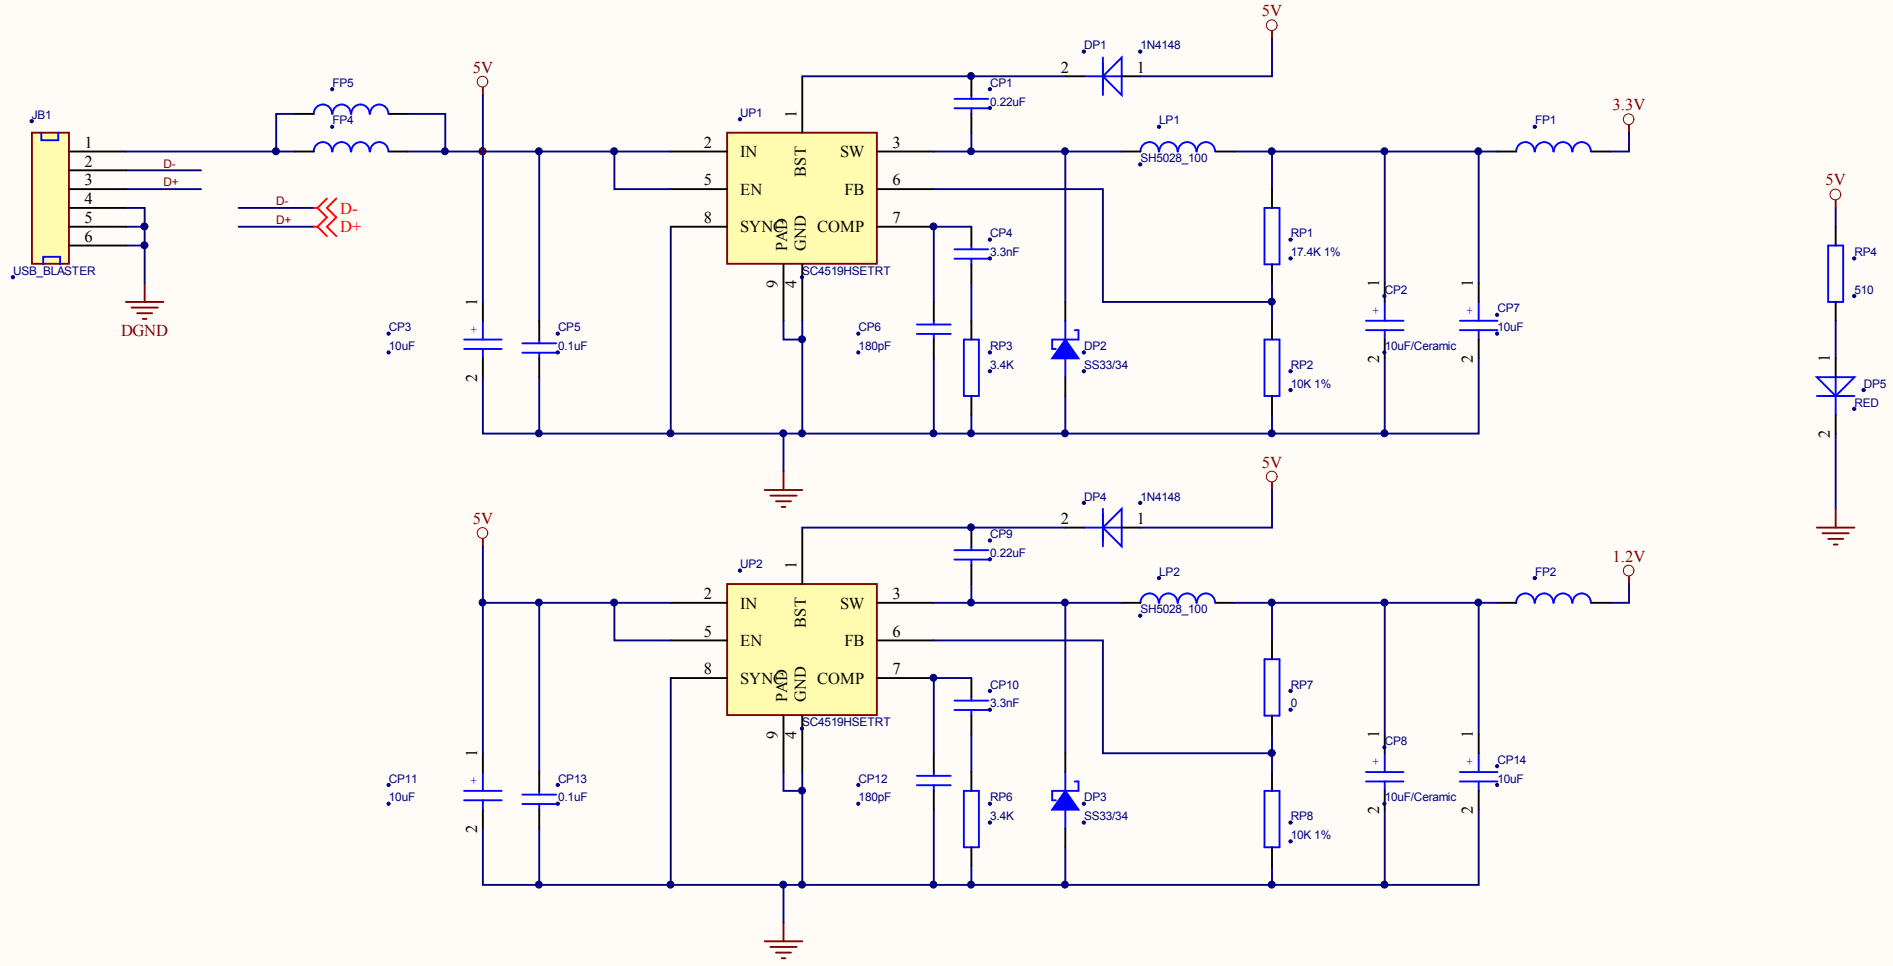 JB1
1
2
3
4
5
6
D-
D+
D-
D+
D-
D+
USB_BLASTER
DGND
FP5
FP4
5V
CP3
10uF
1
+
2
CP5
0.1uF
UP1
1
2 IN
5 EN
8 SYNC
BST
PAD
GND
SW 3
FB 6
COMP 7
9
4
SC4519HSETRT
CP1
0.22uF
DP1
1N4148
2
1
5V
LP1
SH5028_100
FP1
3.3V
CP4
3.3nF
CP6
180pF
RP3
3.4K
DP2
SS33/34
RP1
17.4K 1%
RP2
10K 1%
1
CP2
+
10uF/Ceramic
2
1
CP7
+
10uF
2
5V
RP4
510
1
DP5
RED
2
5V
CP11
10uF
1
+
2
CP13
0.1uF
UP2
1
2 IN
5 EN
8 SYNC
BST
PAD
GND
SW 3
FB 6
COMP 7
9
4
SC4519HSETRT
CP9
0.22uF
DP4
1N4148
2
1
5V
LP2
SH5028_100
FP2
1.2V
CP10
3.3nF
CP12
180pF
RP6
3.4K
DP3
SS33/34
RP7
0
RP8
10K 1%
1
CP8
+
10uF/Ceramic
2
1
CP14
+
10uF
2